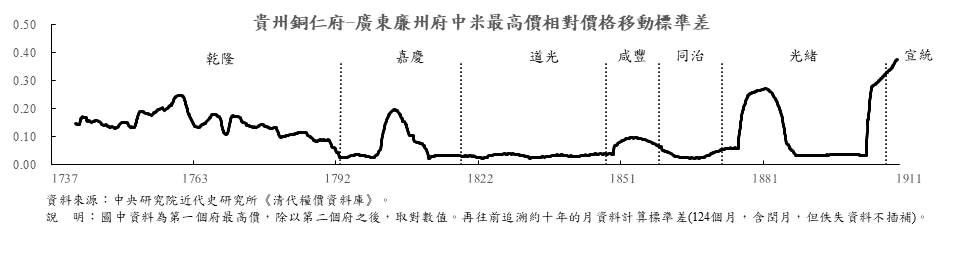 貴州銅仁府-廣東廉州府中米最高價相對價格移動標準差
0.50
0.40
0.30
0.20
0.10
0.00
乾隆 嘉慶 道光 咸豐 同治 光緒 宣統
1737 1763 1792 1822 1851 1881 1911
資料來源：中央研究院近代史研究所《清代糧價資料庫》。
說 明：圖中資料為第一個府最高價，除以第二個府之後，取對數值。再往前追溯約十年的月資料計算標準差(124個月，含閏月，但佚失資料不插補)。